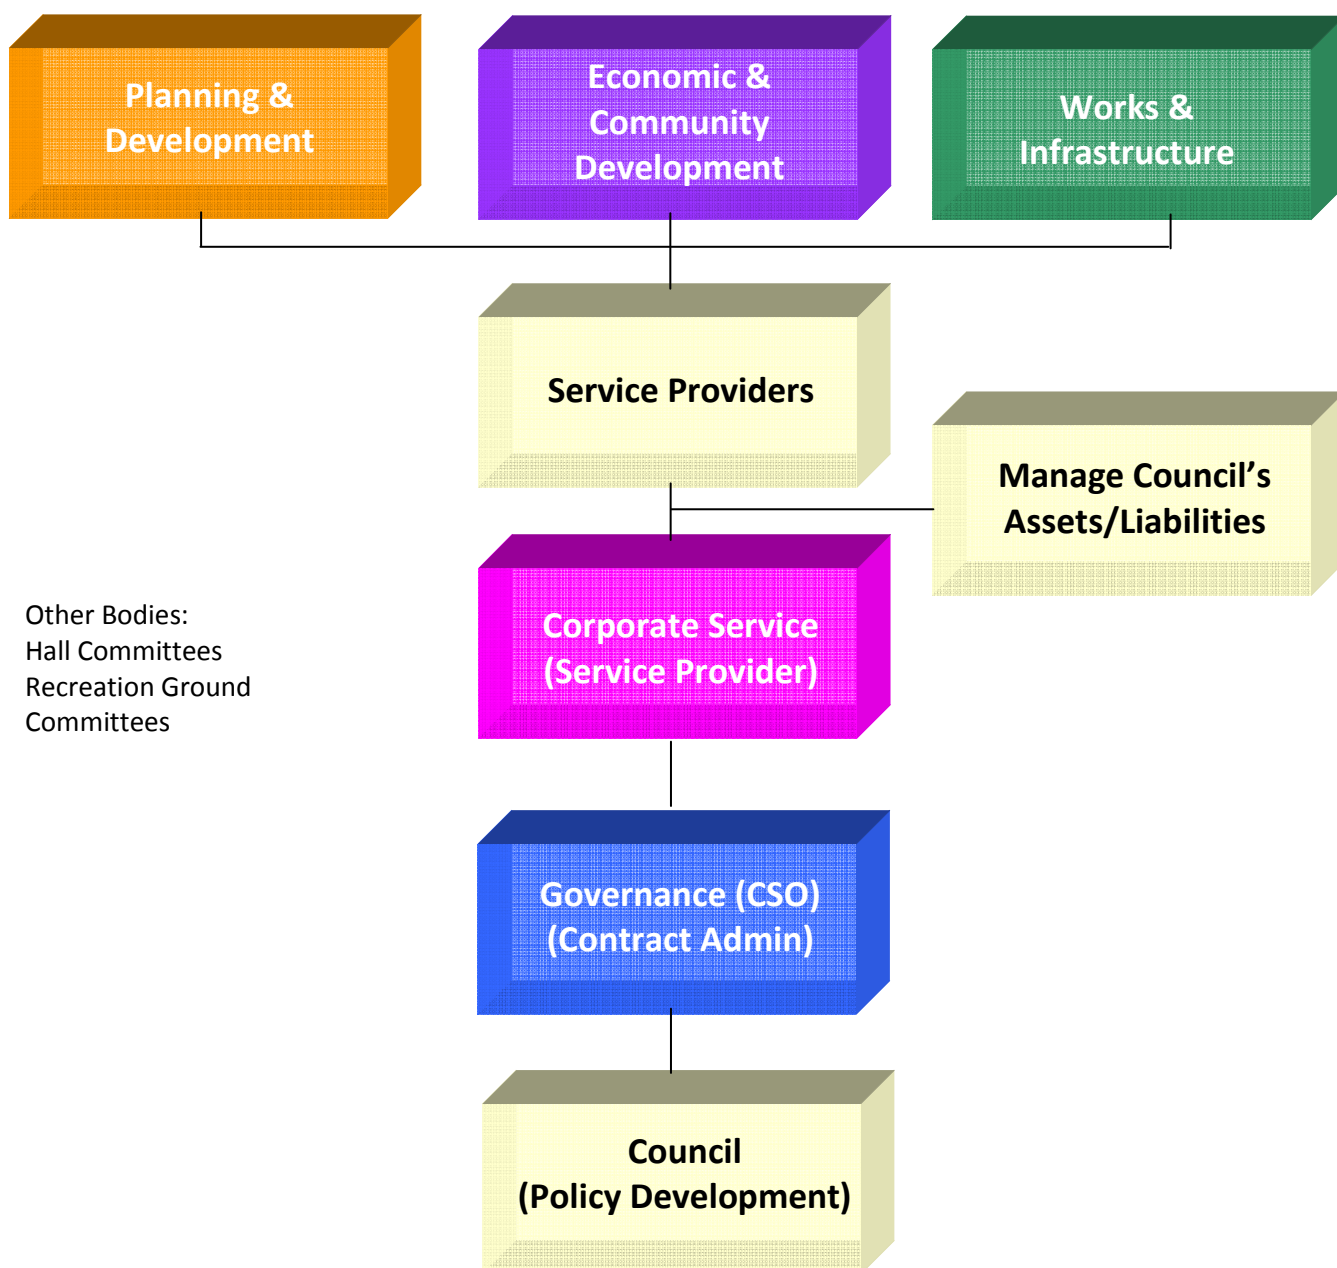 Planning &
Development
Economic &
Community
Development
Works &
Infrastructure
Service Providers
Manage Council’s
Assets/Liabilities
Other Bodies:
Hall Committees
Recreation Ground
Committees
Corporate Service
(Service Provider)
Governance (CSO)
(Contract Admin)
Council
(Policy Development)